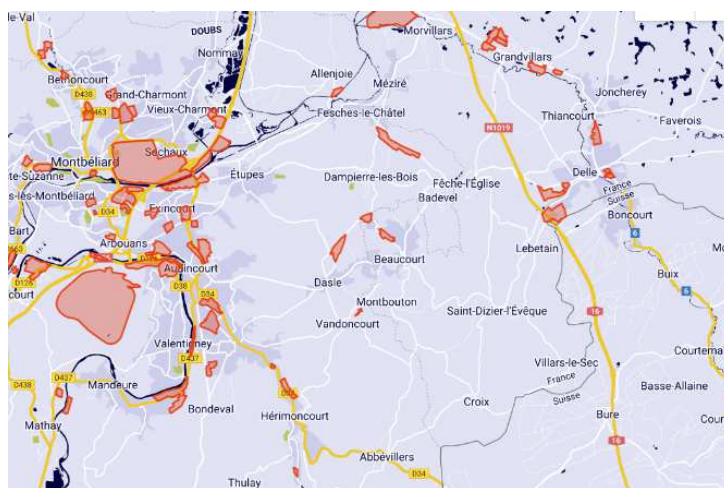 le-Val
DOUBS
Morvillars
Nommay
Grandvillars
Bethoncourt
Allenjoie
Méziré
D438
Grand-Charmont
Joncherey
D463
Vieux-Charmont
Fesches-le-Châtel
Thiancourt
Faverois
N1019
Montbéliard
Sochaux
te-Suzanne
Étupes
Dampierre-les-Bois
Fêche-l'Église
Delle
ès-lès-Montbéliard
Badevel
France
Suisse
D34
Exincourt
Boncourt
Bart
Arbouans
Lebetain
6
Beaucourt
Audincourt
Buix
D126
court
D38
Dasle
D34
Montbouton
6
Saint-Dizier-l'Évêque
16
Vandoncourt
Valentigney
Courtema
D437
Villars-le-Sec
D438
D437
Mandeure
France
Basse-Allaine
Suisse
Croix
Bondeval
Hérimoncourt
Bure
Cour
Mathay
16
Abbévillers
D34
Thulay